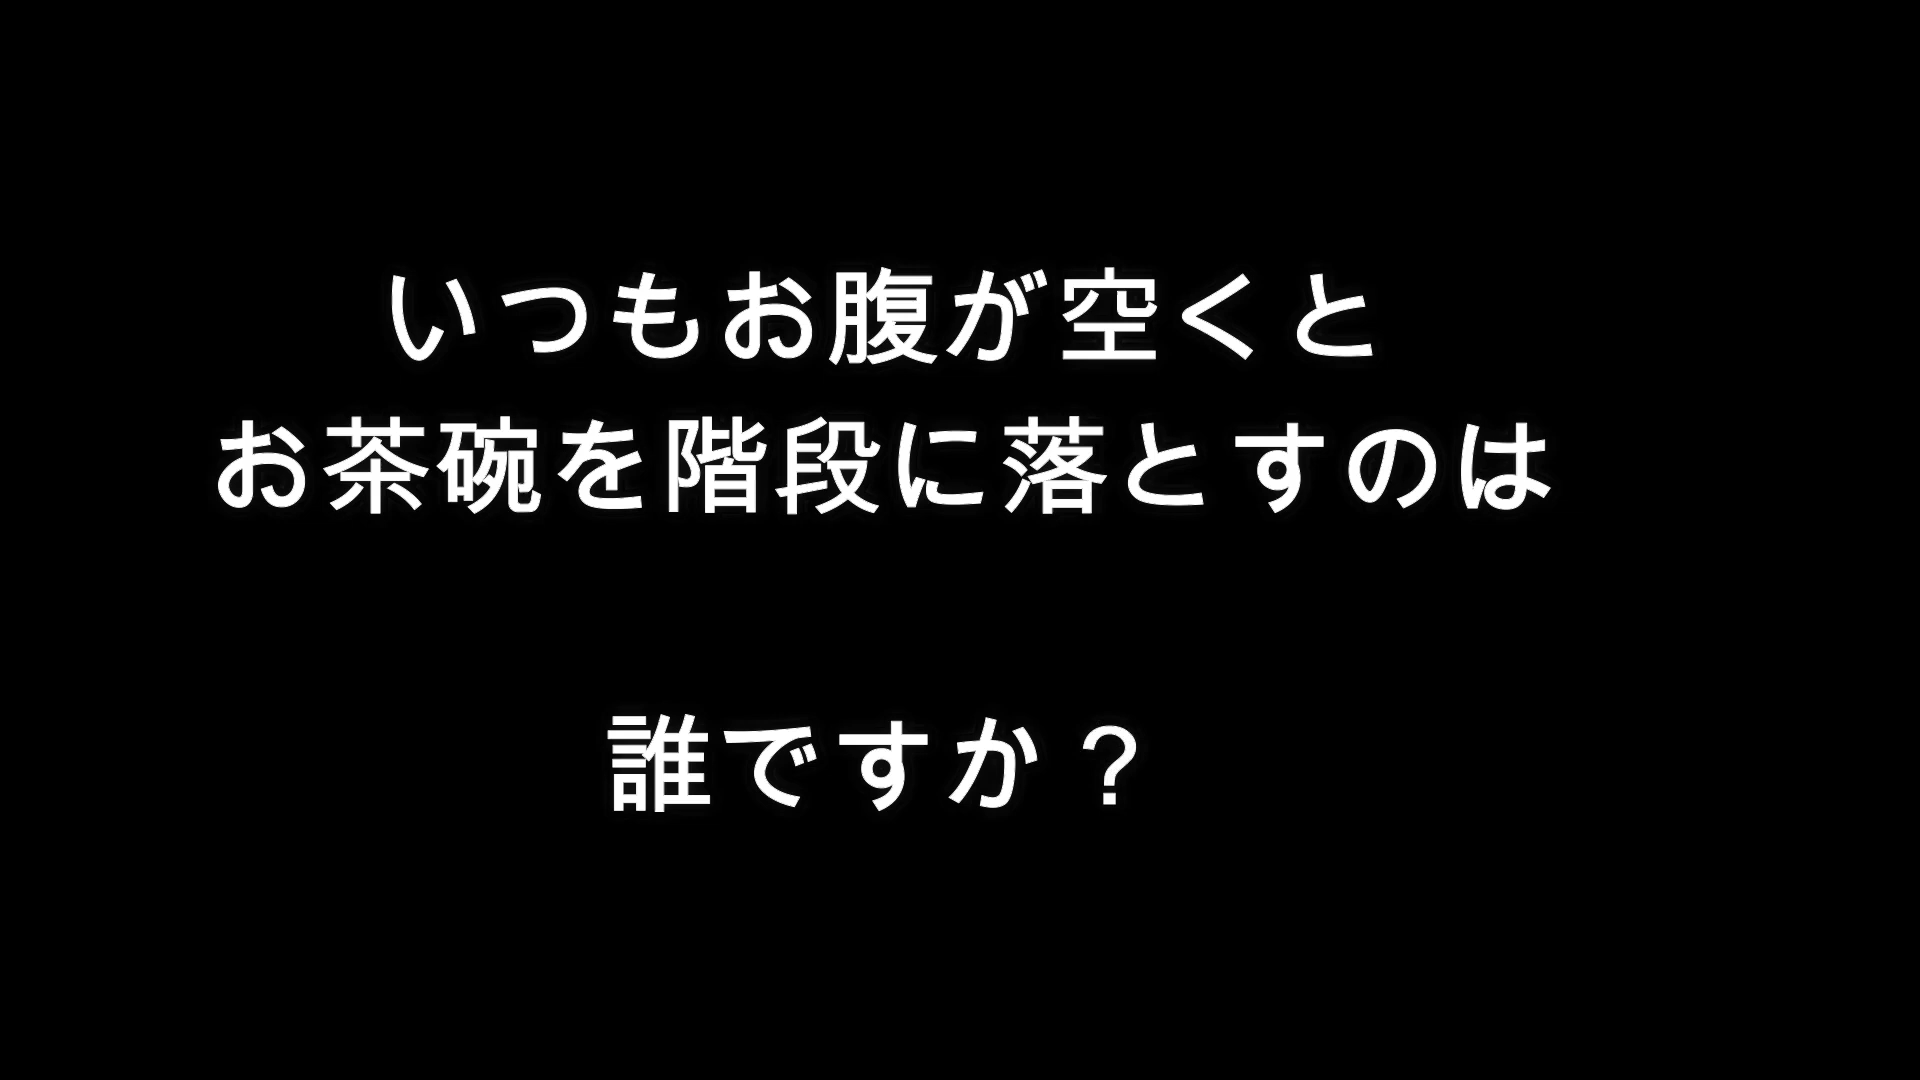 いつもお腹が空くと
お茶碗を階段に落とすのは
誰ですか？